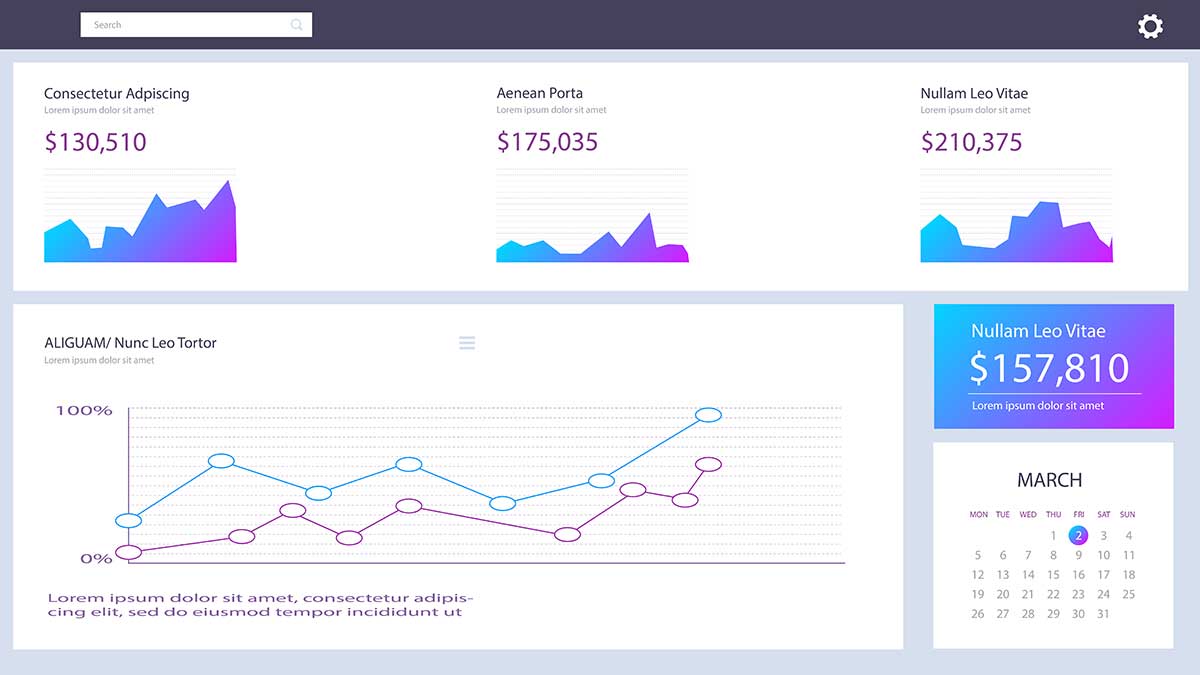 Search
Consectetur Adipscing
Lorem ipsum dolor sit amet
$130,510
Aenean Porta
Lorem ipsum dolor sit amet
$175,035
Nullam Leo Vitae
Lorem ipsum dolor sit amet
$210,375
ALIGUAM/ Nunc Leo Tortor
Lorem ipsum dolor sit amet
100%
0%
Lorem ipsum dolor sit amet, consectetur adipis-
cing elit, sed do eiusmod tempor incididunt ut
Nullam Leo Vitae
$157,810
Lorem ipsum dolor sit amet
MARCH
MON TUE WED THU FRI SAT SUN
1 2 3 4
5 6 7 8 9 10 11
12 13 14 15 16 17 18
19 20 21 22 23 24 25
26 27 28 29 30 31